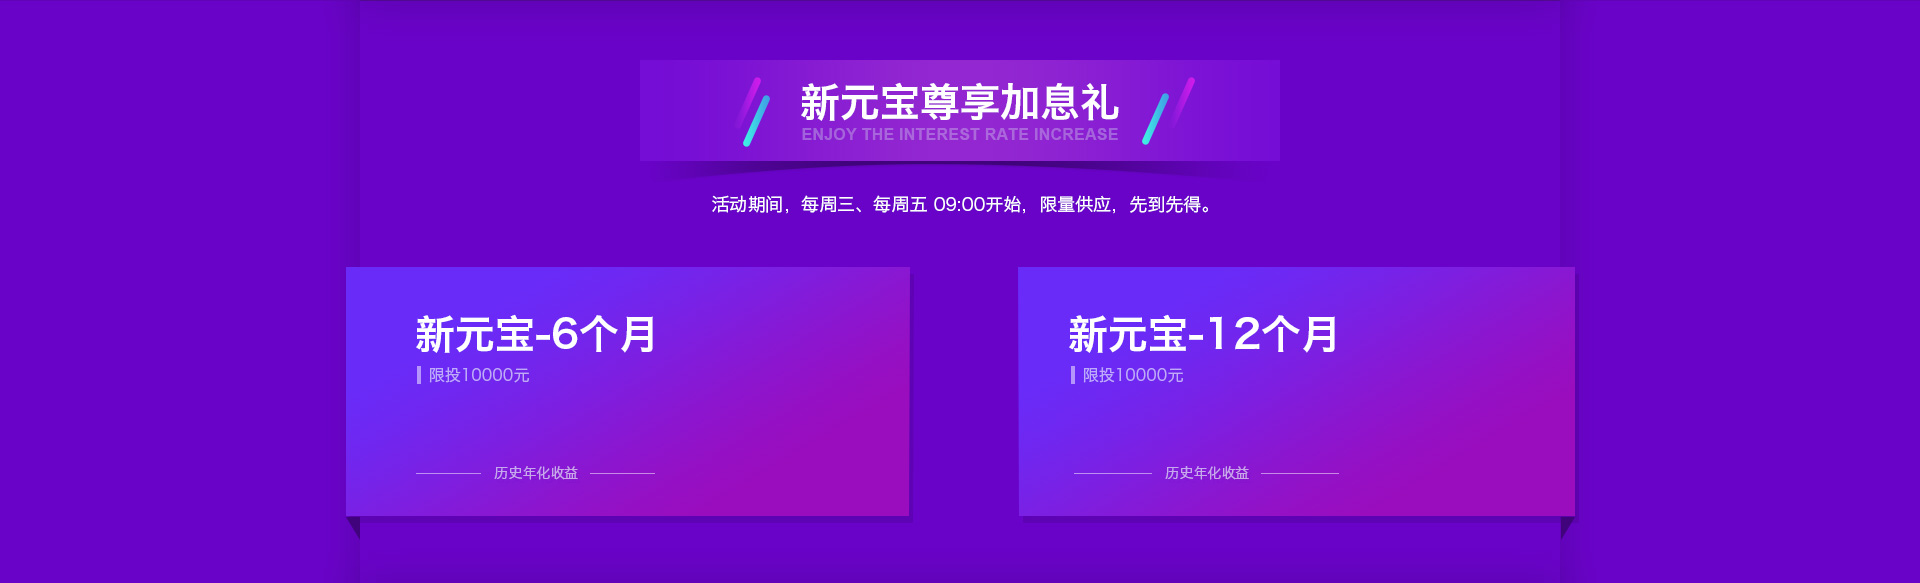 新元宝尊享加息礼
ENJOY THE INTEREST RATE INCREASE
活动期间，每周三、每周五 09:00开始，限量供应，先到先得。
新元宝-6个月
限投10000元
历史年化收益
新元宝-12个月
限投10000元
历史年化收益